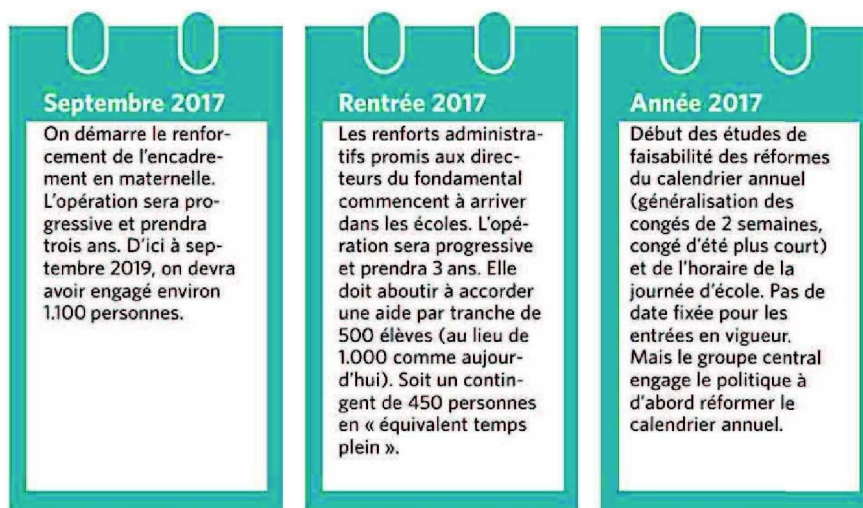 Septembre 2017
On démarre le renfor-
cement de l'encadre-
ment en maternelle.
L'opération sera pro-
gressive et prendra
trois ans. D'ici à sep-
tembre 2019, on devra
avoir engagé environ
1.100 personnes.
Rentrée 2017
Les renforts administra-
tifs promis aux direc-
teurs du fondamental
commencent à arriver
dans les écoles. L'opé-
ration sera progressive
et prendra 3 ans. Elle
doit aboutir à accorder
une aide par tranche de
500 élèves (au lieu de
1.000 comme aujour-
d'hui). Soit un contin-
gent de 450 personnes
en « équivalent temps
plein ».
Année 2017
Début des études de
faisabilité des réformes
du calendrier annuel
(généralisation des
congés de 2 semaines,
congé d'été plus court)
et de l'horaire de la
journée d'école. Pas de
date fixée pour les
entrées en vigueur.
Mais le groupe central
engage le politique à
d'abord réformer le
calendrier annuel.